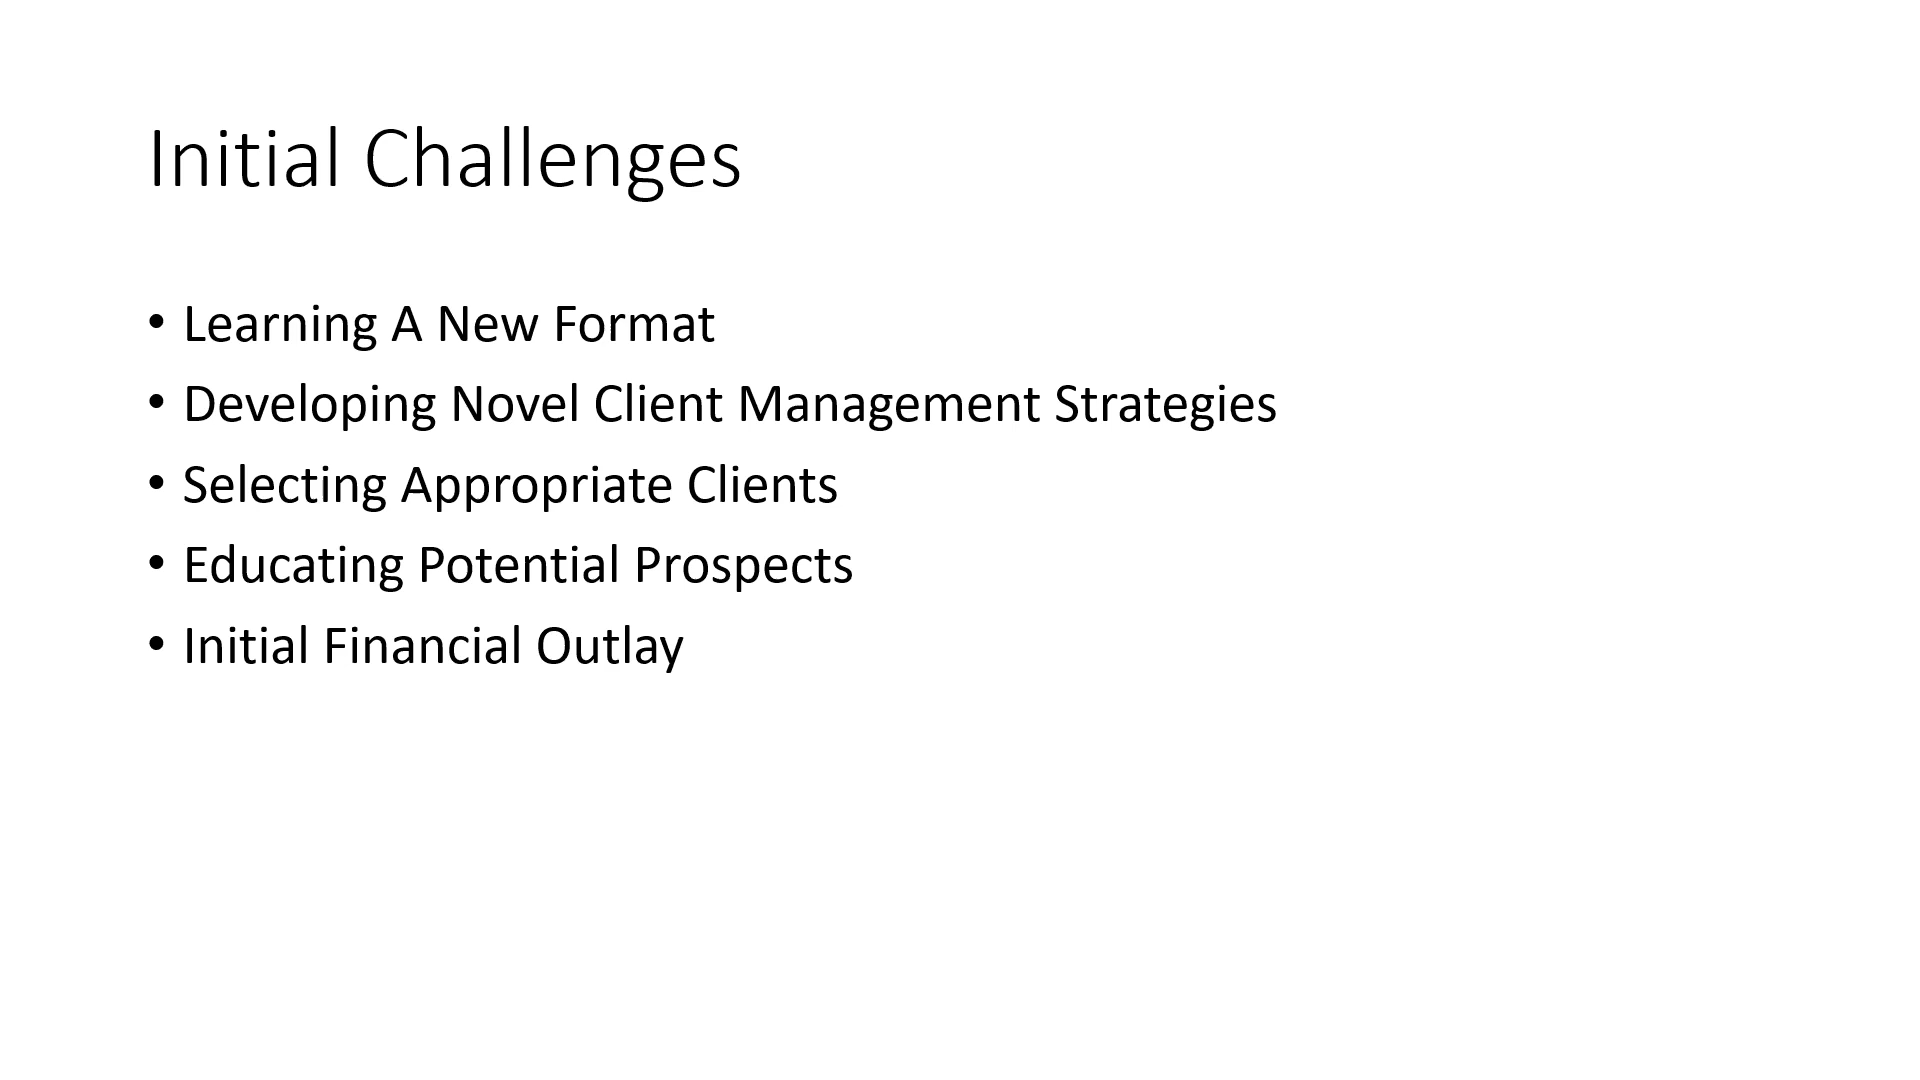 Initial Challenges
• Learning A New Format
• Developing Novel Client Management Strategies
• Selecting Appropriate Clients
• Educating Potential Prospects
• Initial Financial Outlay